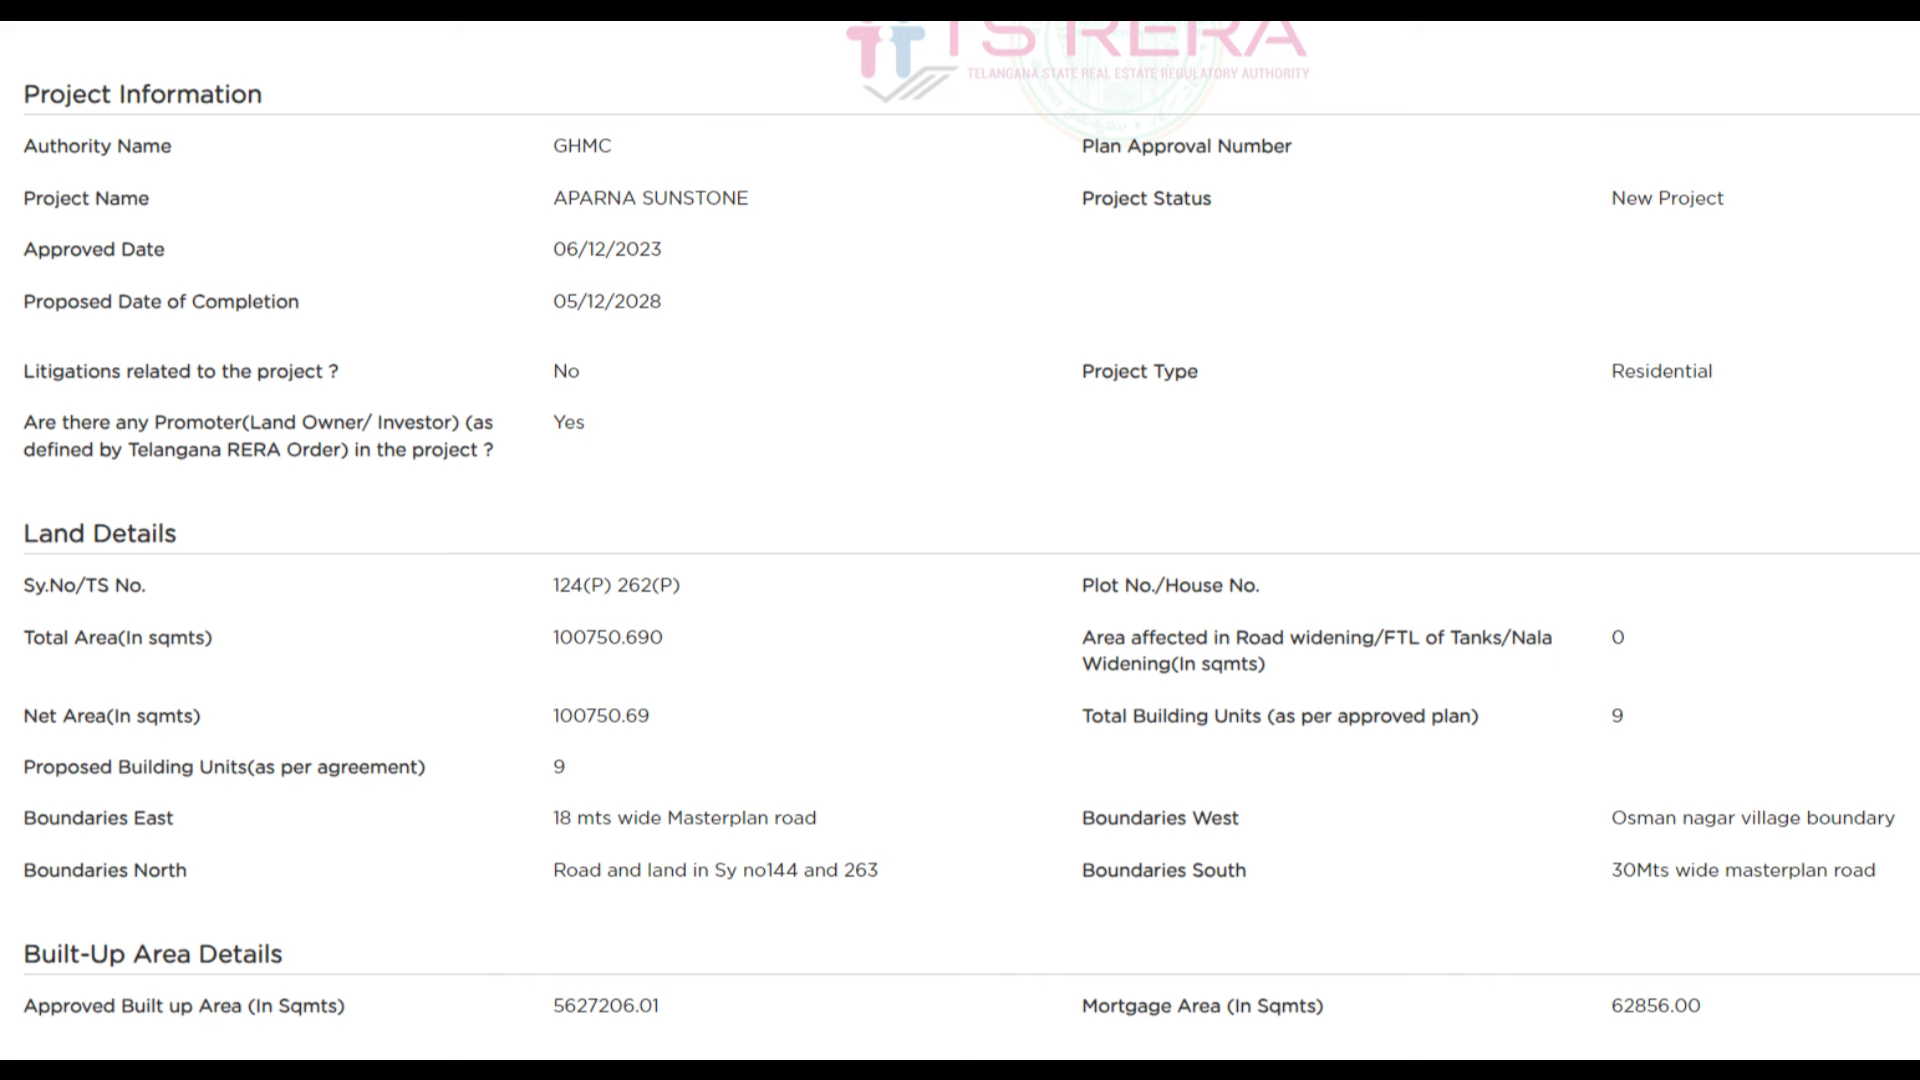 TS RERA
TELANGANA STATE REAL ESTATE REGULATORY AUTHORITY
Project Information
Authority Name GHMC Plan Approval Number
Project Name APARNA SUNSTONE Project Status New Project
Approved Date 06/12/2023
Proposed Date of Completion 05/12/2028
Litigations related to the project ? No Project Type Residential
Are there any Promoter(Land Owner/ Investor) (as Yes
defined by Telangana RERA Order) in the project ?
Land Details
Sy.No/TS No. 124(P) 262(P) Plot No./House No.
Total Area(In sqmts) 100750.690 Area affected in Road widening/FTL of Tanks/Nala 0
Widening(In sqmts)
Net Area(In sqmts) 100750.69 Total Building Units (as per approved plan) 9
Proposed Building Units(as per agreement) 9
Boundaries East 18 mts wide Masterplan road Boundaries West Osman nagar village boundary
Boundaries North Road and land in Sy no144 and 263 Boundaries South 30Mts wide masterplan road
Built-Up Area Details
Approved Built up Area (In Sqmts) 5627206.01 Mortgage Area (In Sqmts) 62856.00